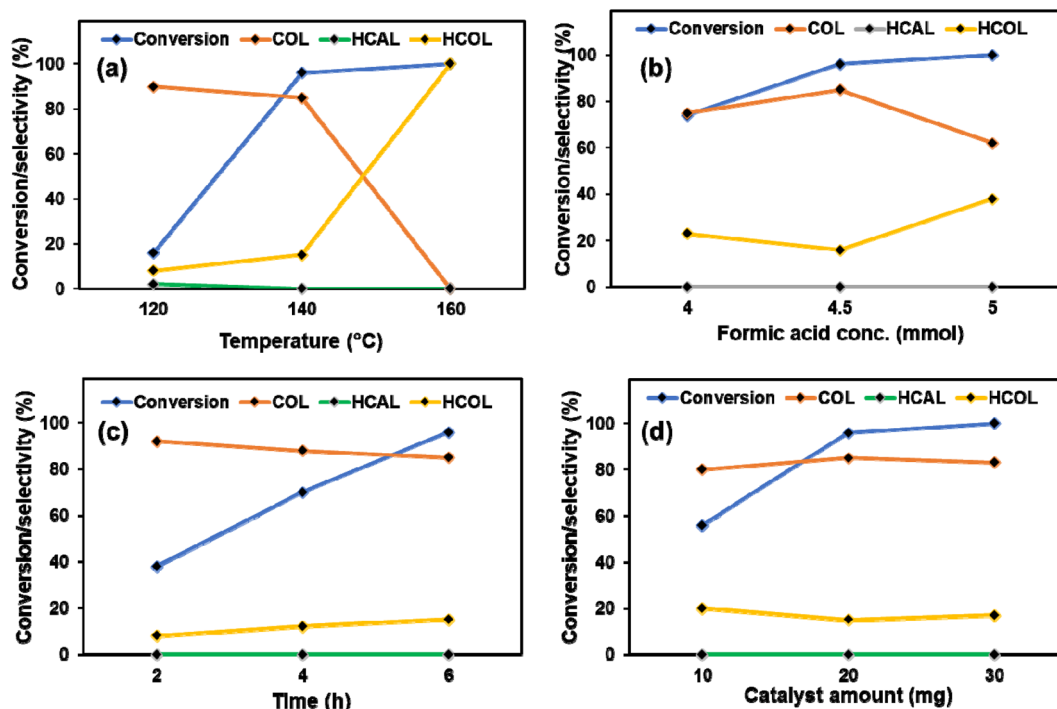 Conversion COL HCAL HCOL
(a)
Conversion/selectivity (%)
100
80
60
40
20
0
120 140 160
Temperature (°C)
Conversion COL HCAL HCOL
(b)
Conversion/selectivity (%)
100
80
60
40
20
0
4 4.5 5
Formic acid conc. (mmol)
Conversion COL HCAL HCOL
(c)
Conversion/selectivity (%)
100
80
60
40
20
0
2 4 6
Time (h)
Conversion COL HCAL HCOL
(d)
Conversion/selectivity (%)
100
80
60
40
20
0
10 20 30
Catalyst amount (mg)